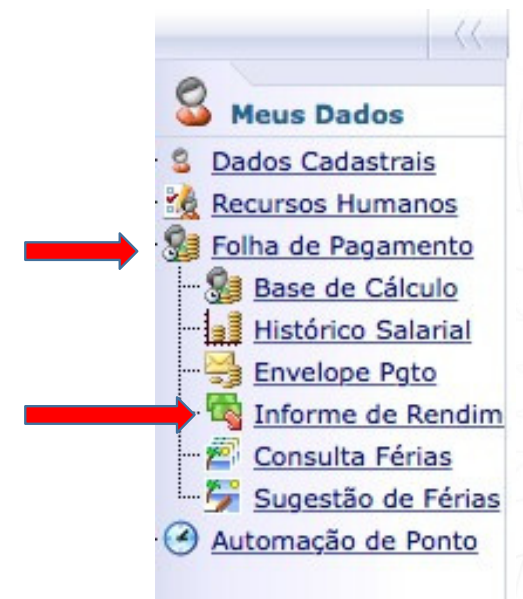 Meus Dados
Dados Cadastrais
Recursos Humanos
Folha de Pagamento
Base de Cálculo
Histórico Salarial
Envelope Pgto
Informe de Rendim
Consulta Férias
Sugestão de Férias
Automação de Ponto